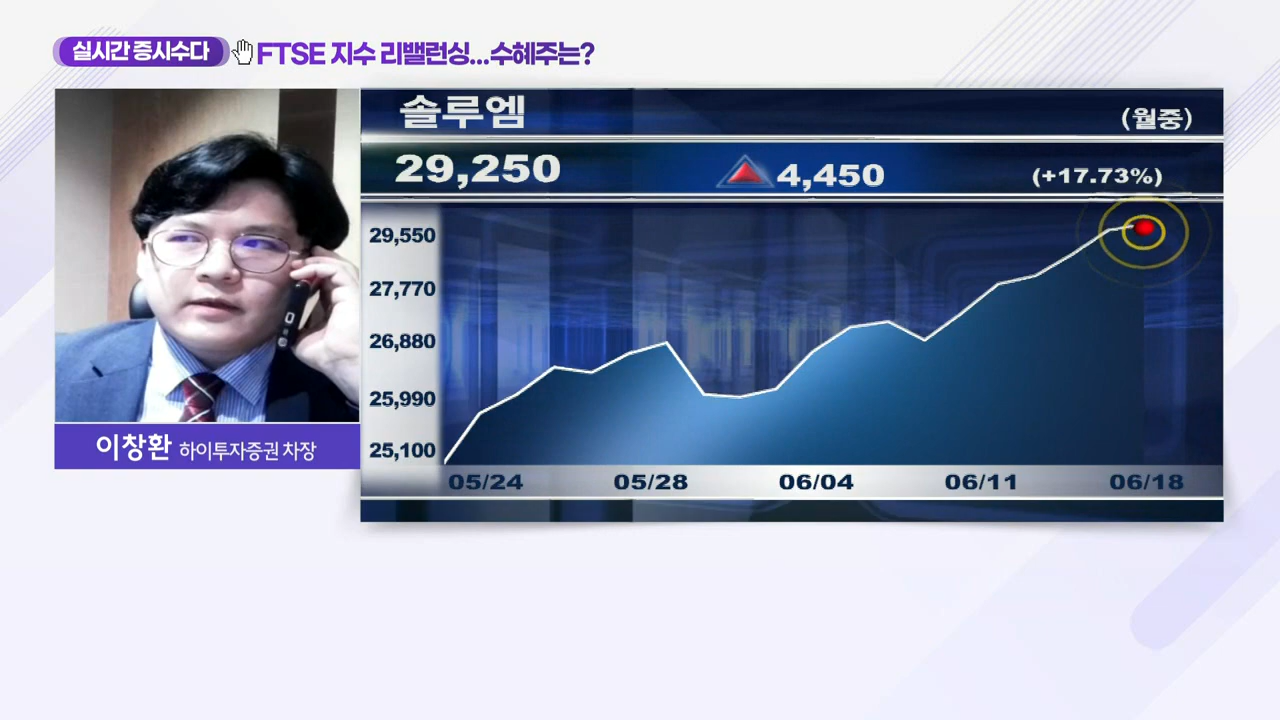 실시간 증시수다 FTSE 지수 리밸런싱...수혜주는?
솔루엠 (월중)
29,250 4,450 (+17.73%)
29,550
27,770
26,880
25,990
25,100
05/24 05/28 06/04 06/11 06/18
이창환 하이투자증권 차장